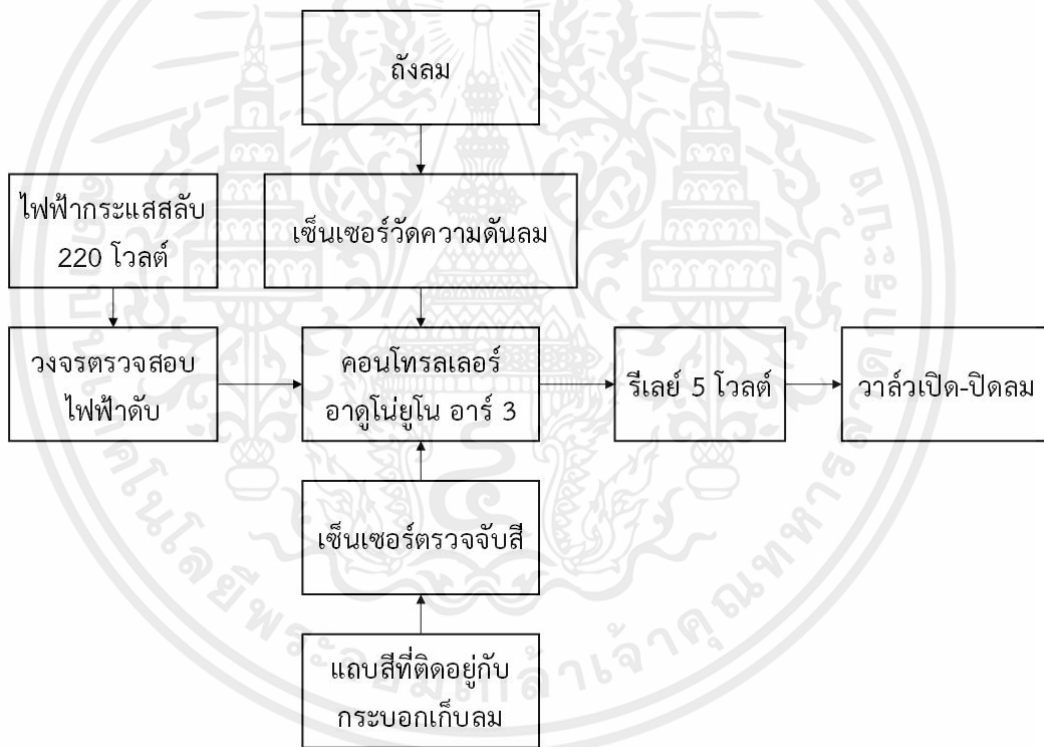 ถังลม
ไฟฟ้ากระแสสลับ
220 โวลต์
เซ็นเซอร์วัดความดันลม
วงจรตรวจสอบ
ไฟฟ้าดับ
คอนโทรลเลอร์
อาดูโน่ยูโน อาร์ 3
รีเลย์ 5 โวลต์
วาล์วเปิด-ปิดลม
เซ็นเซอร์ตรวจจับสี
แถบสีที่ติดอยู่กับ
กระบอกเก็บลม